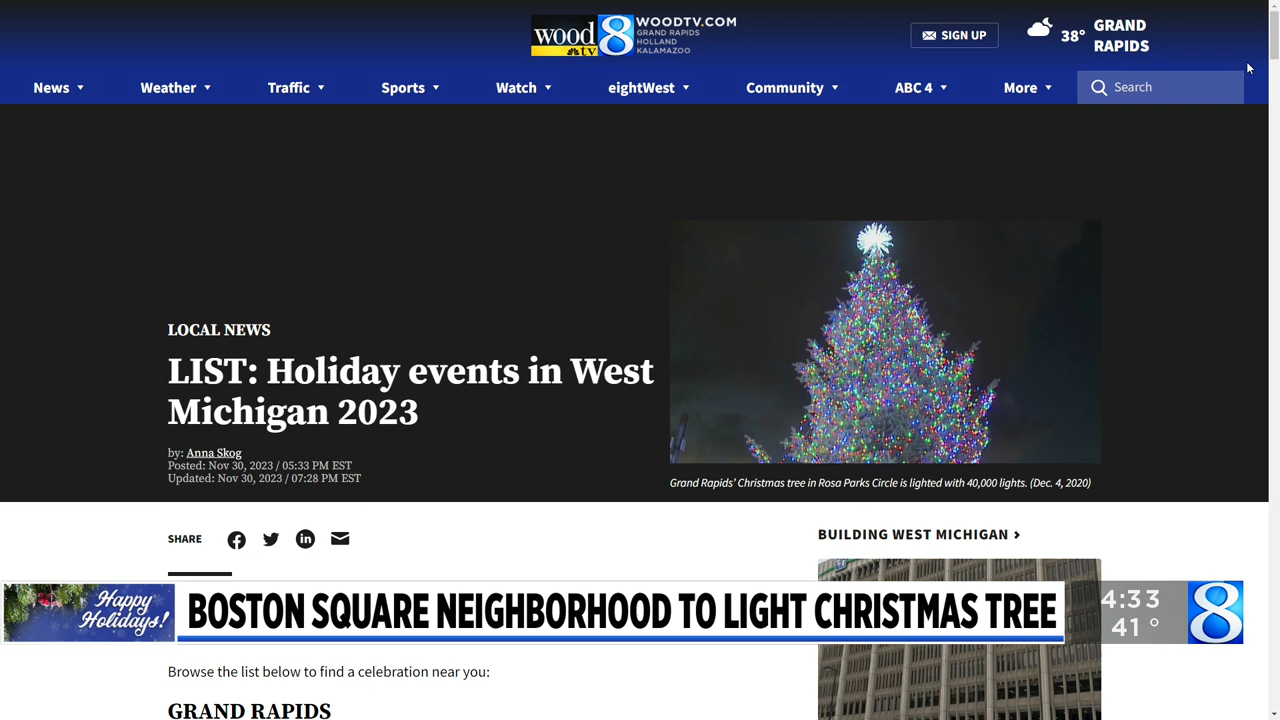 wood
tv
8
WOODTV.COM
GRAND RAPIDS
HOLLAND
KALAMAZOO
SIGN UP
38°
GRAND
RAPIDS
News
Weather
Traffic
Sports
Watch
eightWest
Community
ABC 4
More
Search
LOCAL NEWS
LIST: Holiday events in West
Michigan 2023
by: Anna Skog
Posted: Nov 30, 2023 / 05:33 PM EST
Updated: Nov 30, 2023 / 07:28 PM EST
Grand Rapids' Christmas tree in Rosa Parks Circle is lighted with 40,000 lights. (Dec. 4, 2020)
SHARE
BUILDING WEST MICHIGAN
Happy
Holidays!
BOSTON SQUARE NEIGHBORHOOD TO LIGHT CHRISTMAS TREE
4:33
41°
8
Browse the list below to find a celebration near you:
GRAND RAPIDS